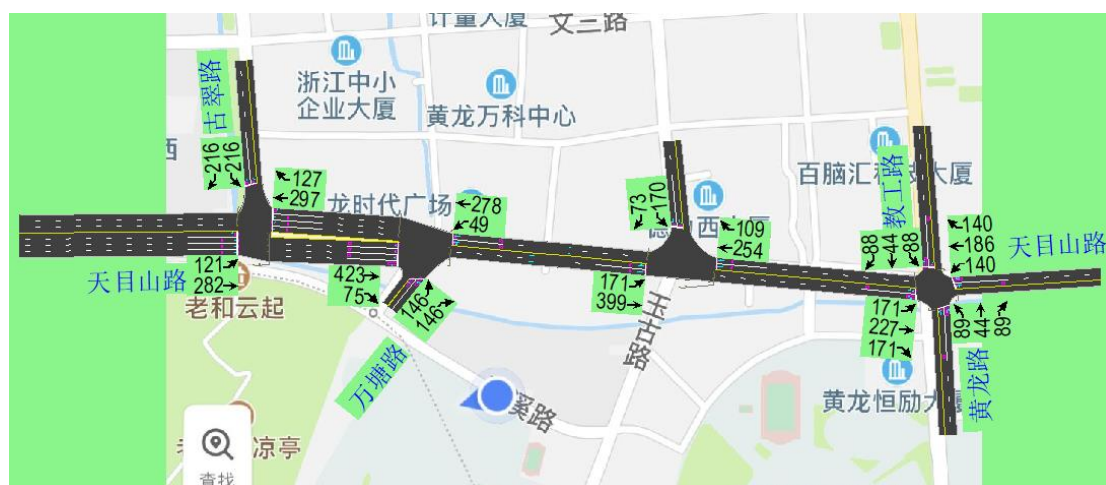 计量大厦
文三路
浙江中小
企业大厦
黄龙万科中心
古翠路
西
216
216
127
297
龙时代广场
278
49
73
170
109
254
百脑汇科技大厦
教工路
88
44
88
140
186
140
天目山路
天目山路
121
282
423
75
146
146
171
399
171
227
171
89
44
89
老和云起
万塘路
玉古路
溪路
黄龙恒励大厦
黄龙路
凉亭
查找